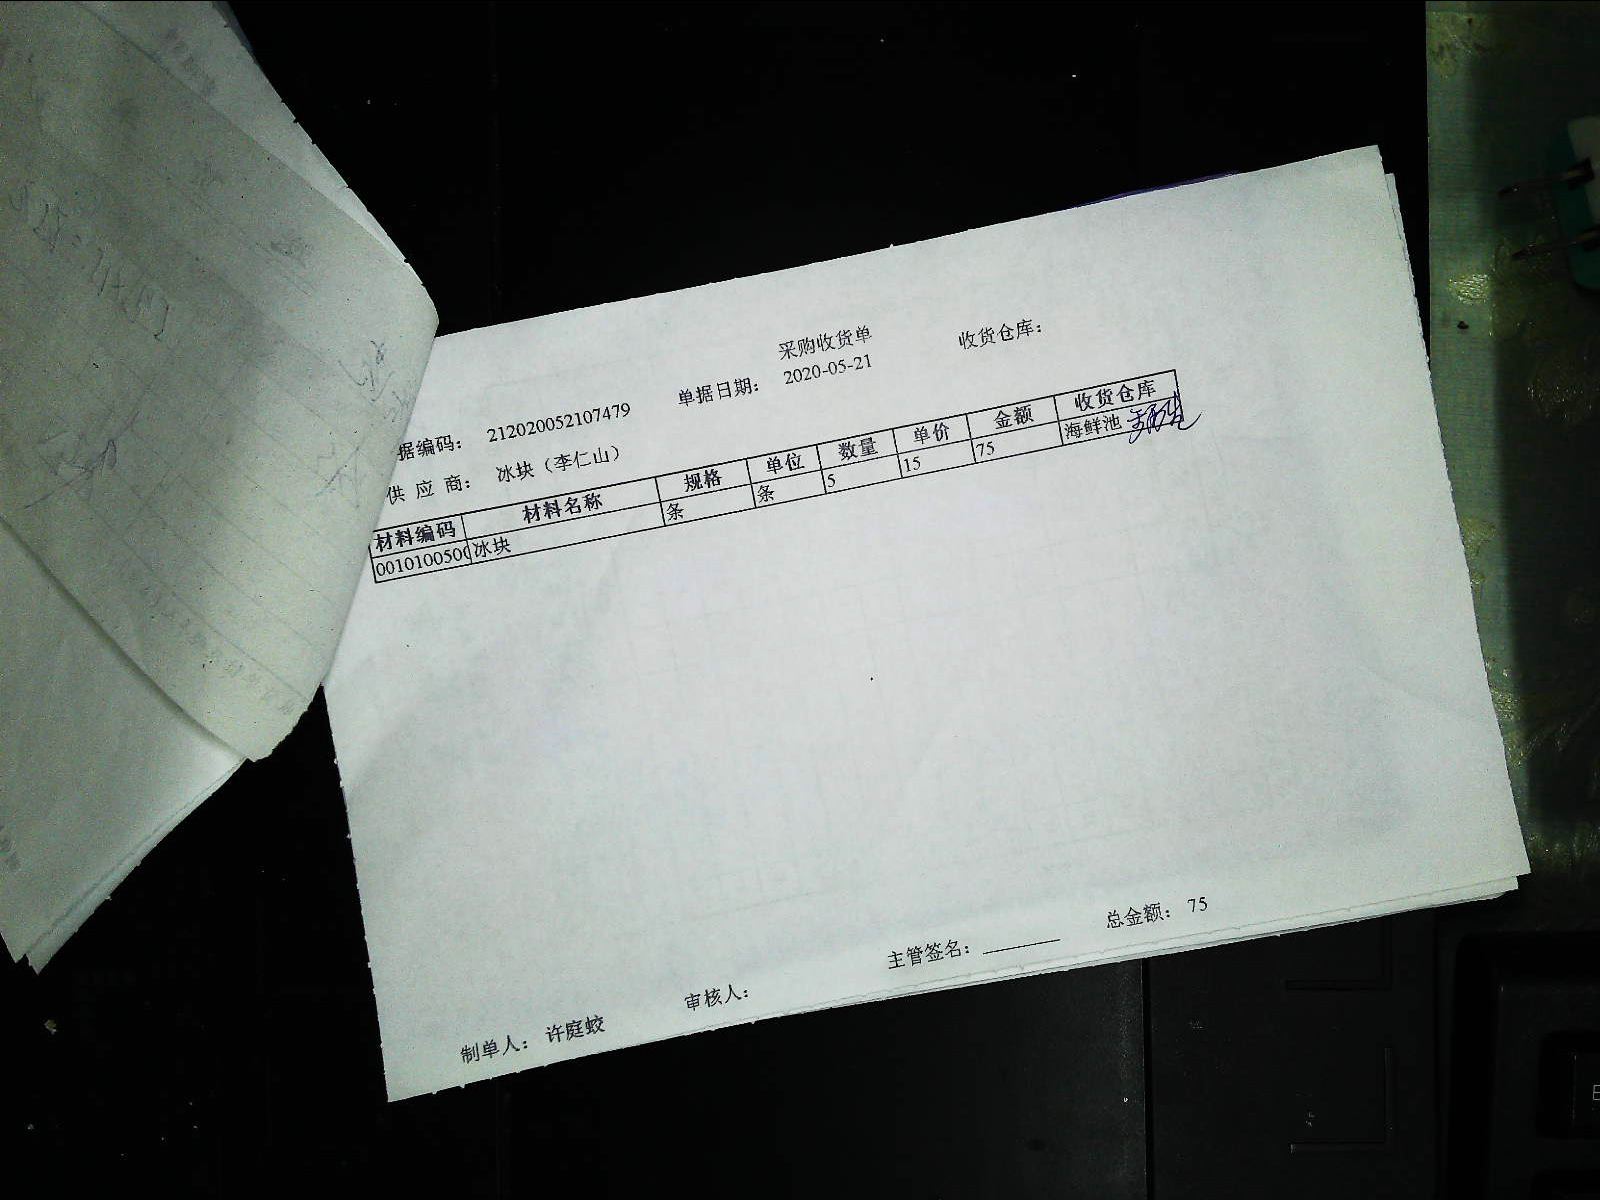 采购收货单
据编码： 212020052107479 单据日期： 2020-05-21 收货仓库：
供 应 商： 冰块（李仁山）
材料编码 材料名称 规格 单位 数量 单价 金额 收货仓库
0010100500 冰块 条 条 5 15 75 海鲜池
总金额： 75
主管签名：
审核人：
制单人： 许庭蛟